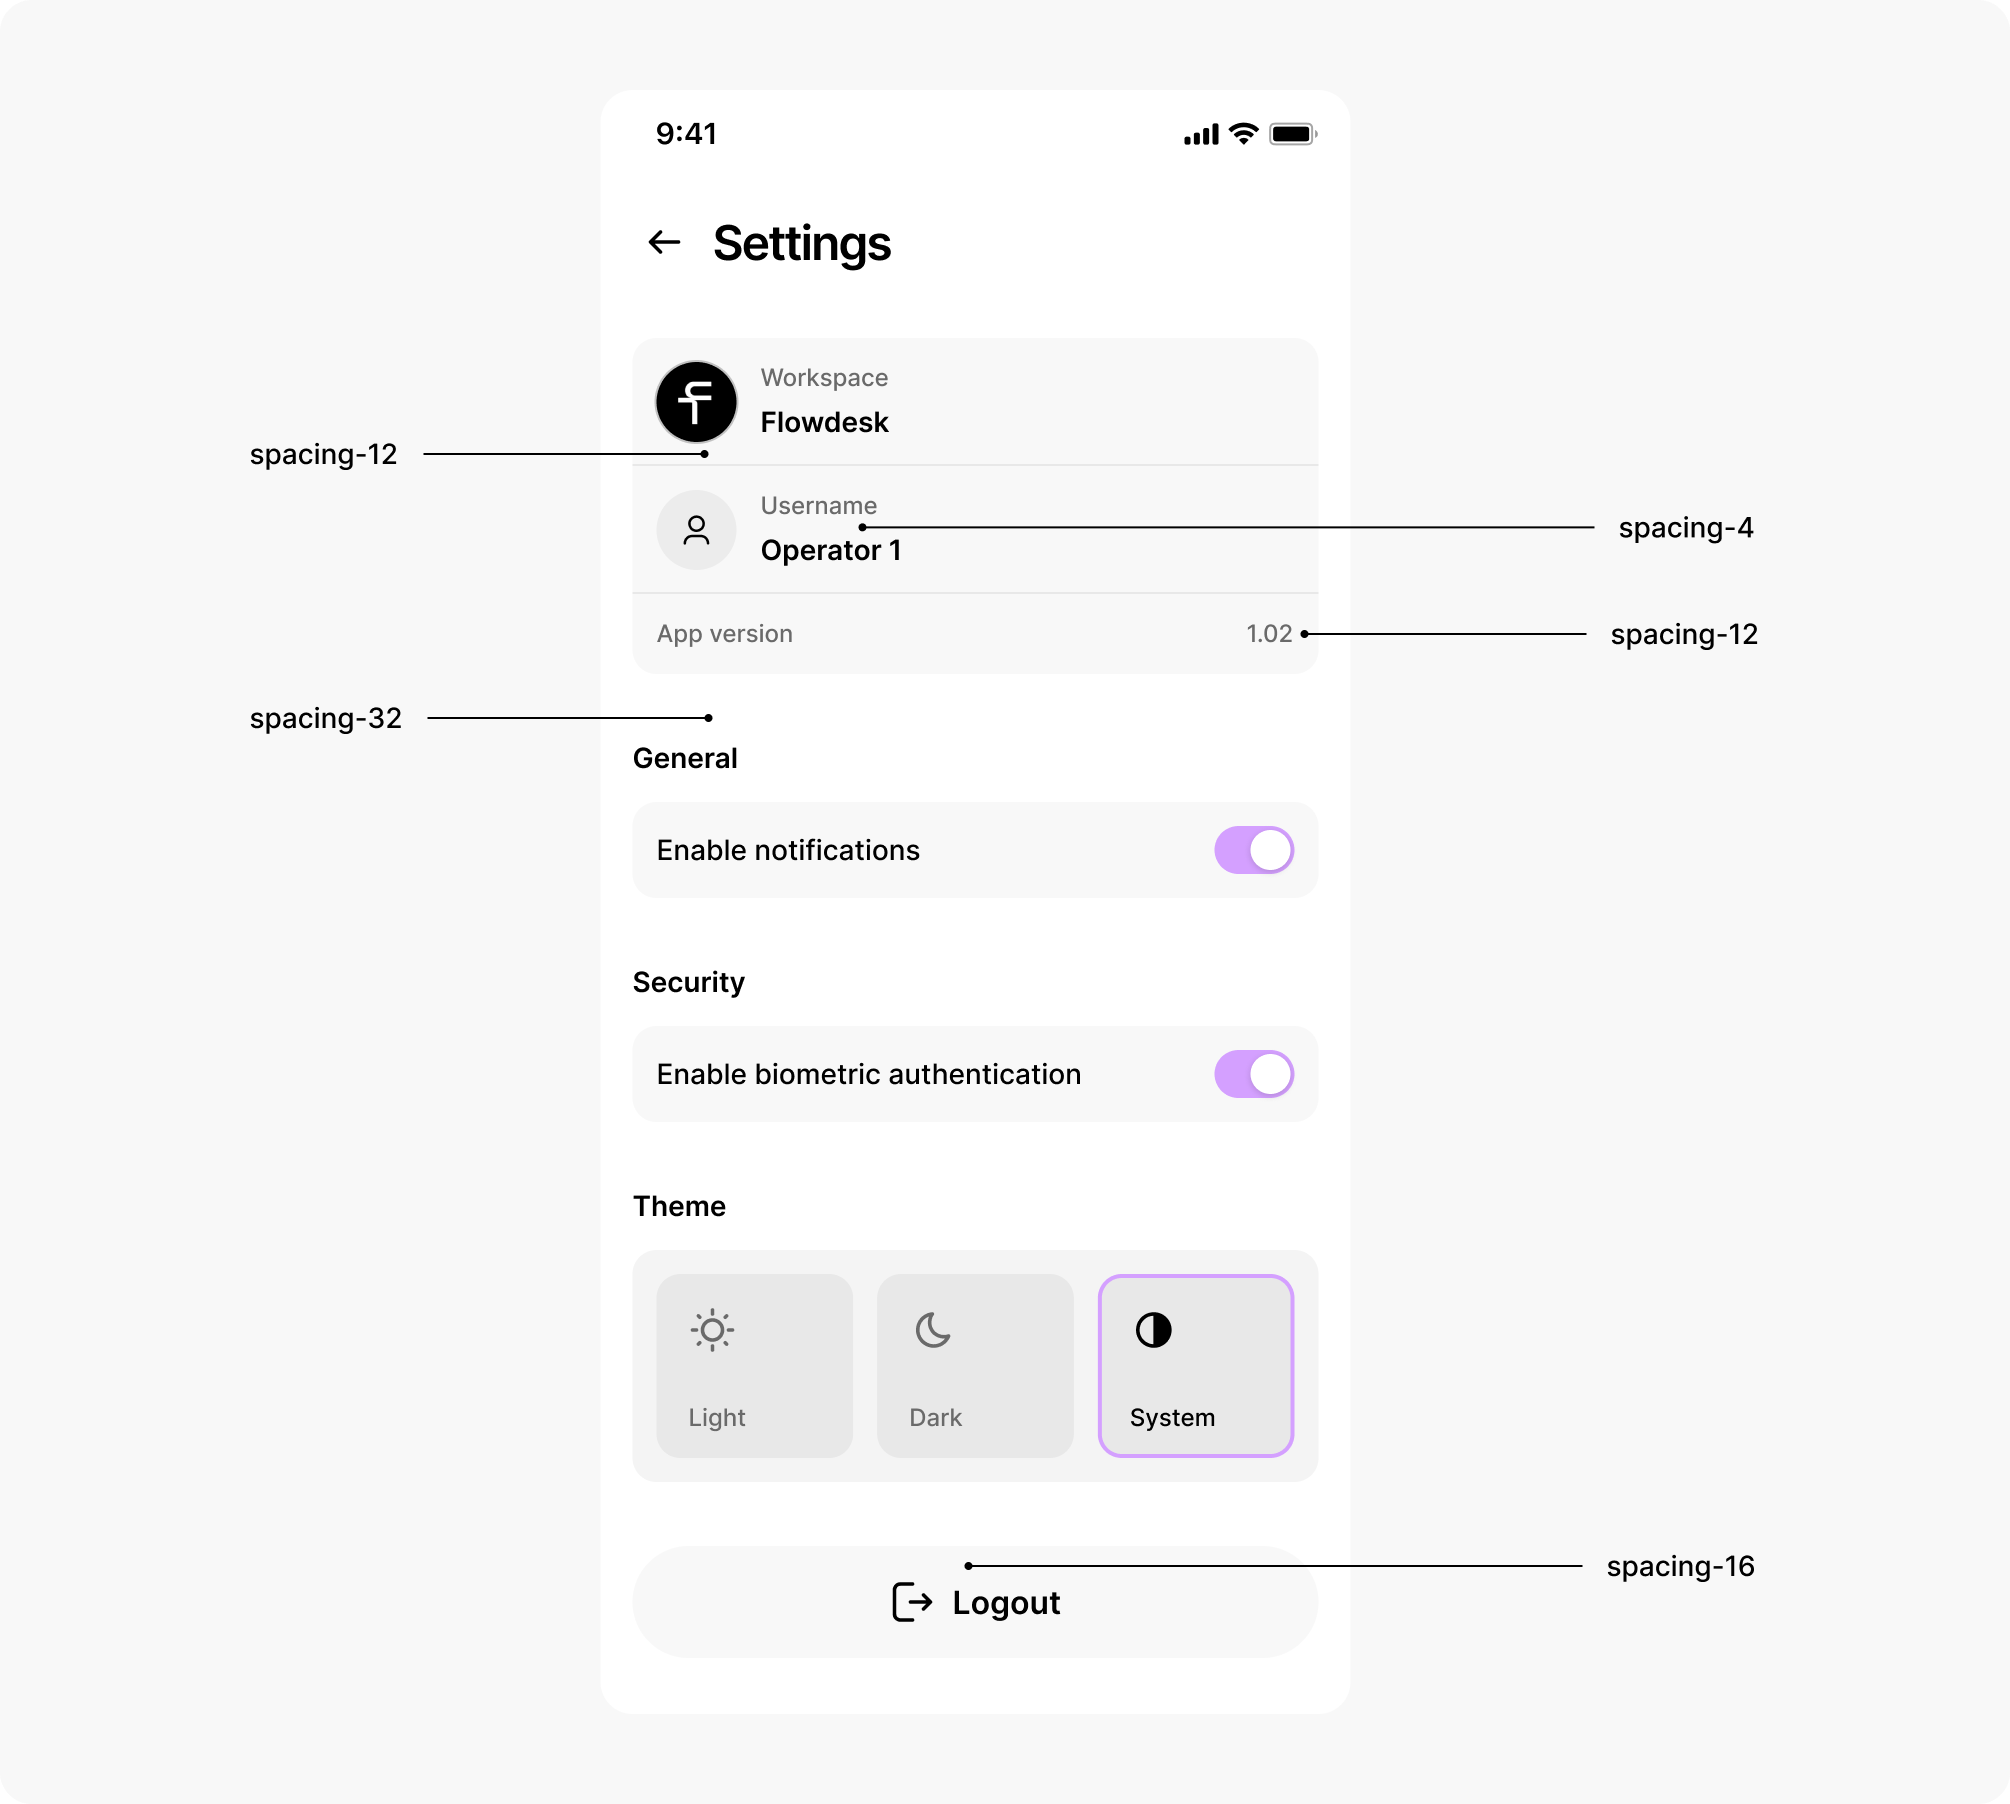 9:41
Settings
Workspace
Flowdesk
spacing-12
Username
spacing-4
Operator 1
App version 1.02
spacing-12
spacing-32
General
Enable notifications
Security
Enable biometric authentication
Theme
Light Dark System
spacing-16
Logout